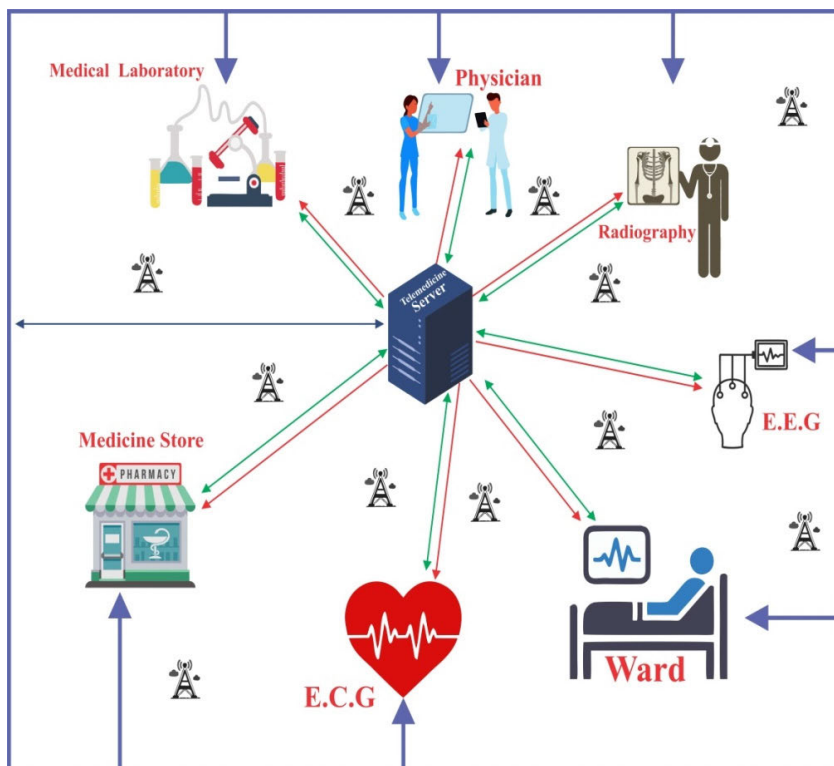 Medical Laboratory
Physician
Radiography
Telemedicine
Server
E.E.G
Medicine Store
PHARMACY
Ward
E.C.G